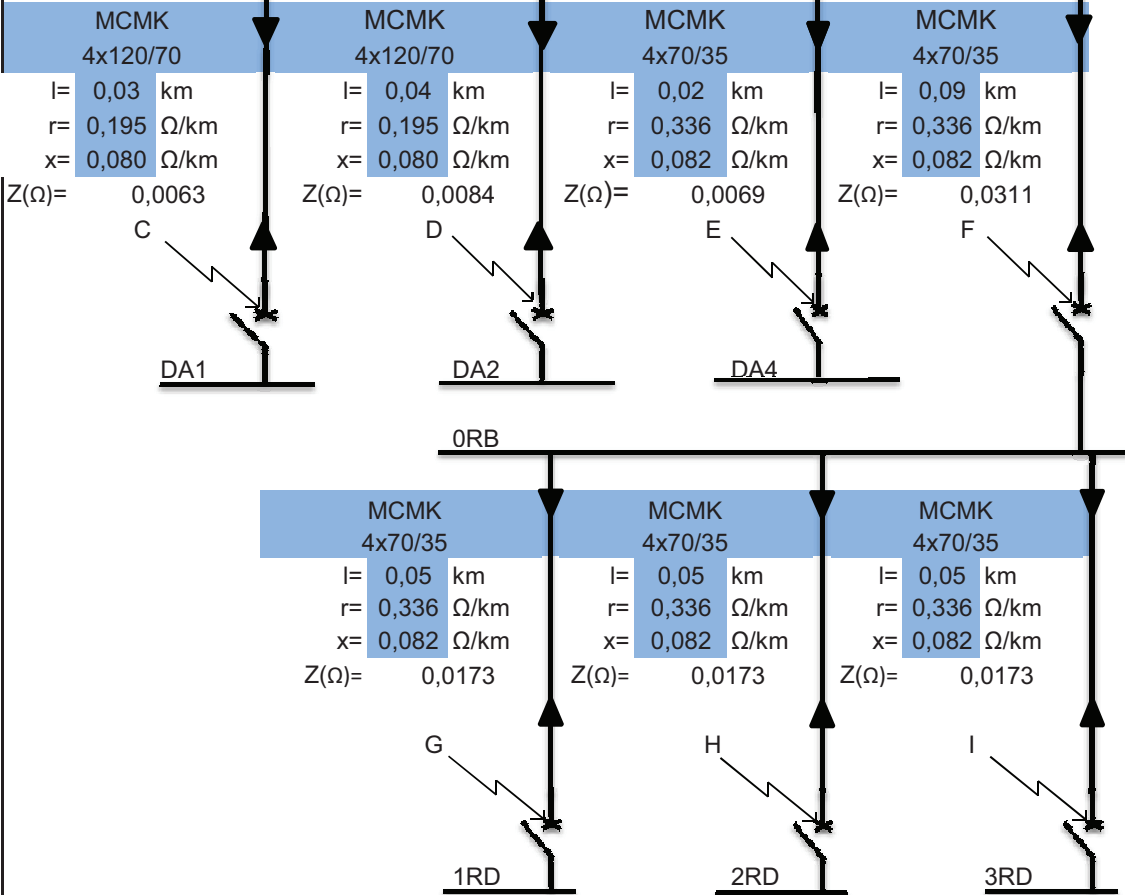 MCMK MCMK MCMK MCMK
4x120/70 4x120/70 4x70/35 4x70/35
l= 0,03 km l= 0,04 km l= 0,02 km l= 0,09 km
r= 0,195 Ω/km r= 0,195 Ω/km r= 0,336 Ω/km r= 0,336 Ω/km
x= 0,080 Ω/km x= 0,080 Ω/km x= 0,082 Ω/km x= 0,082 Ω/km
Z(Ω)= 0,0063 Z(Ω)= 0,0084 Z(Ω)= 0,0069 Z(Ω)= 0,0311
C D E F
DA1 DA2 DA4
0RB
MCMK MCMK MCMK
4x70/35 4x70/35 4x70/35
l= 0,05 km l= 0,05 km l= 0,05 km
r= 0,336 Ω/km r= 0,336 Ω/km r= 0,336 Ω/km
x= 0,082 Ω/km x= 0,082 Ω/km x= 0,082 Ω/km
Z(Ω)= 0,0173 Z(Ω)= 0,0173 Z(Ω)= 0,0173
G H I
1RD 2RD 3RD